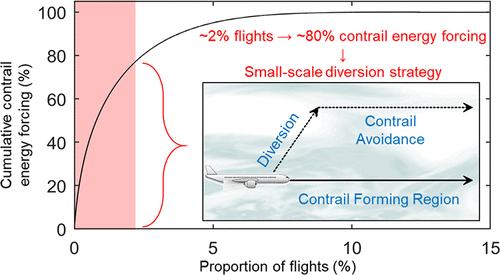 ~2% flights → ~80% contrail energy forcing
↓
Small-scale diversion strategy
Diversion
Contrail
Avoidance
Contrail Forming Region
Cumulative contrail
energy forcing (%)
100
80
60
40
20
0
0
5
10
15
Proportion of flights (%)